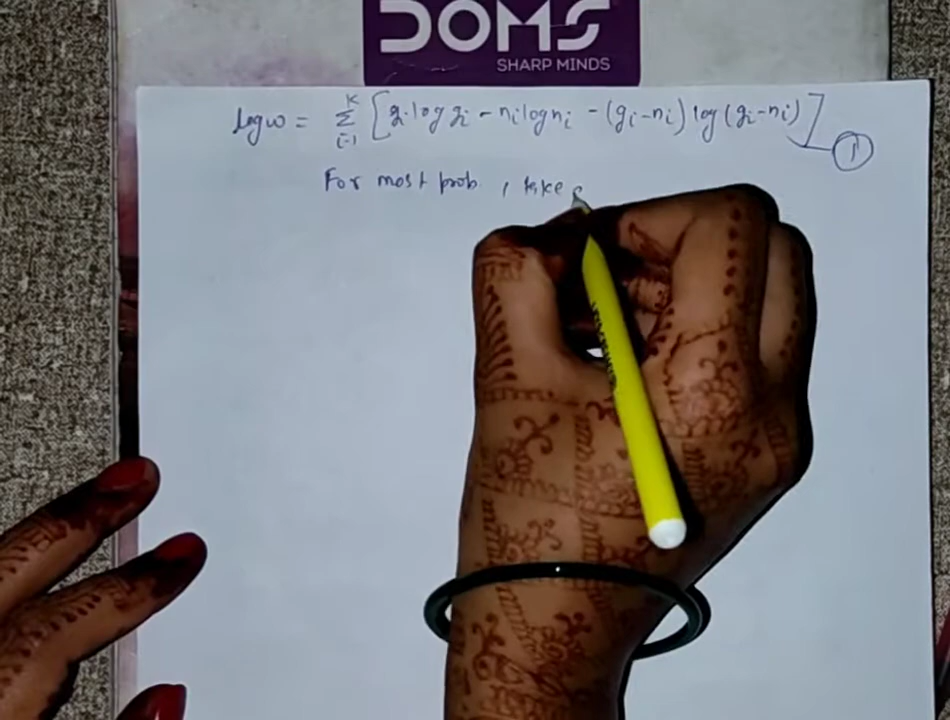 DOMS
SHARP MINDS
log ω = Σ_{i=1}^{K} [ g_i log g_i - n_i log n_i - (g_i - n_i) log (g_i - n_i) ]
①
For most prob. , take